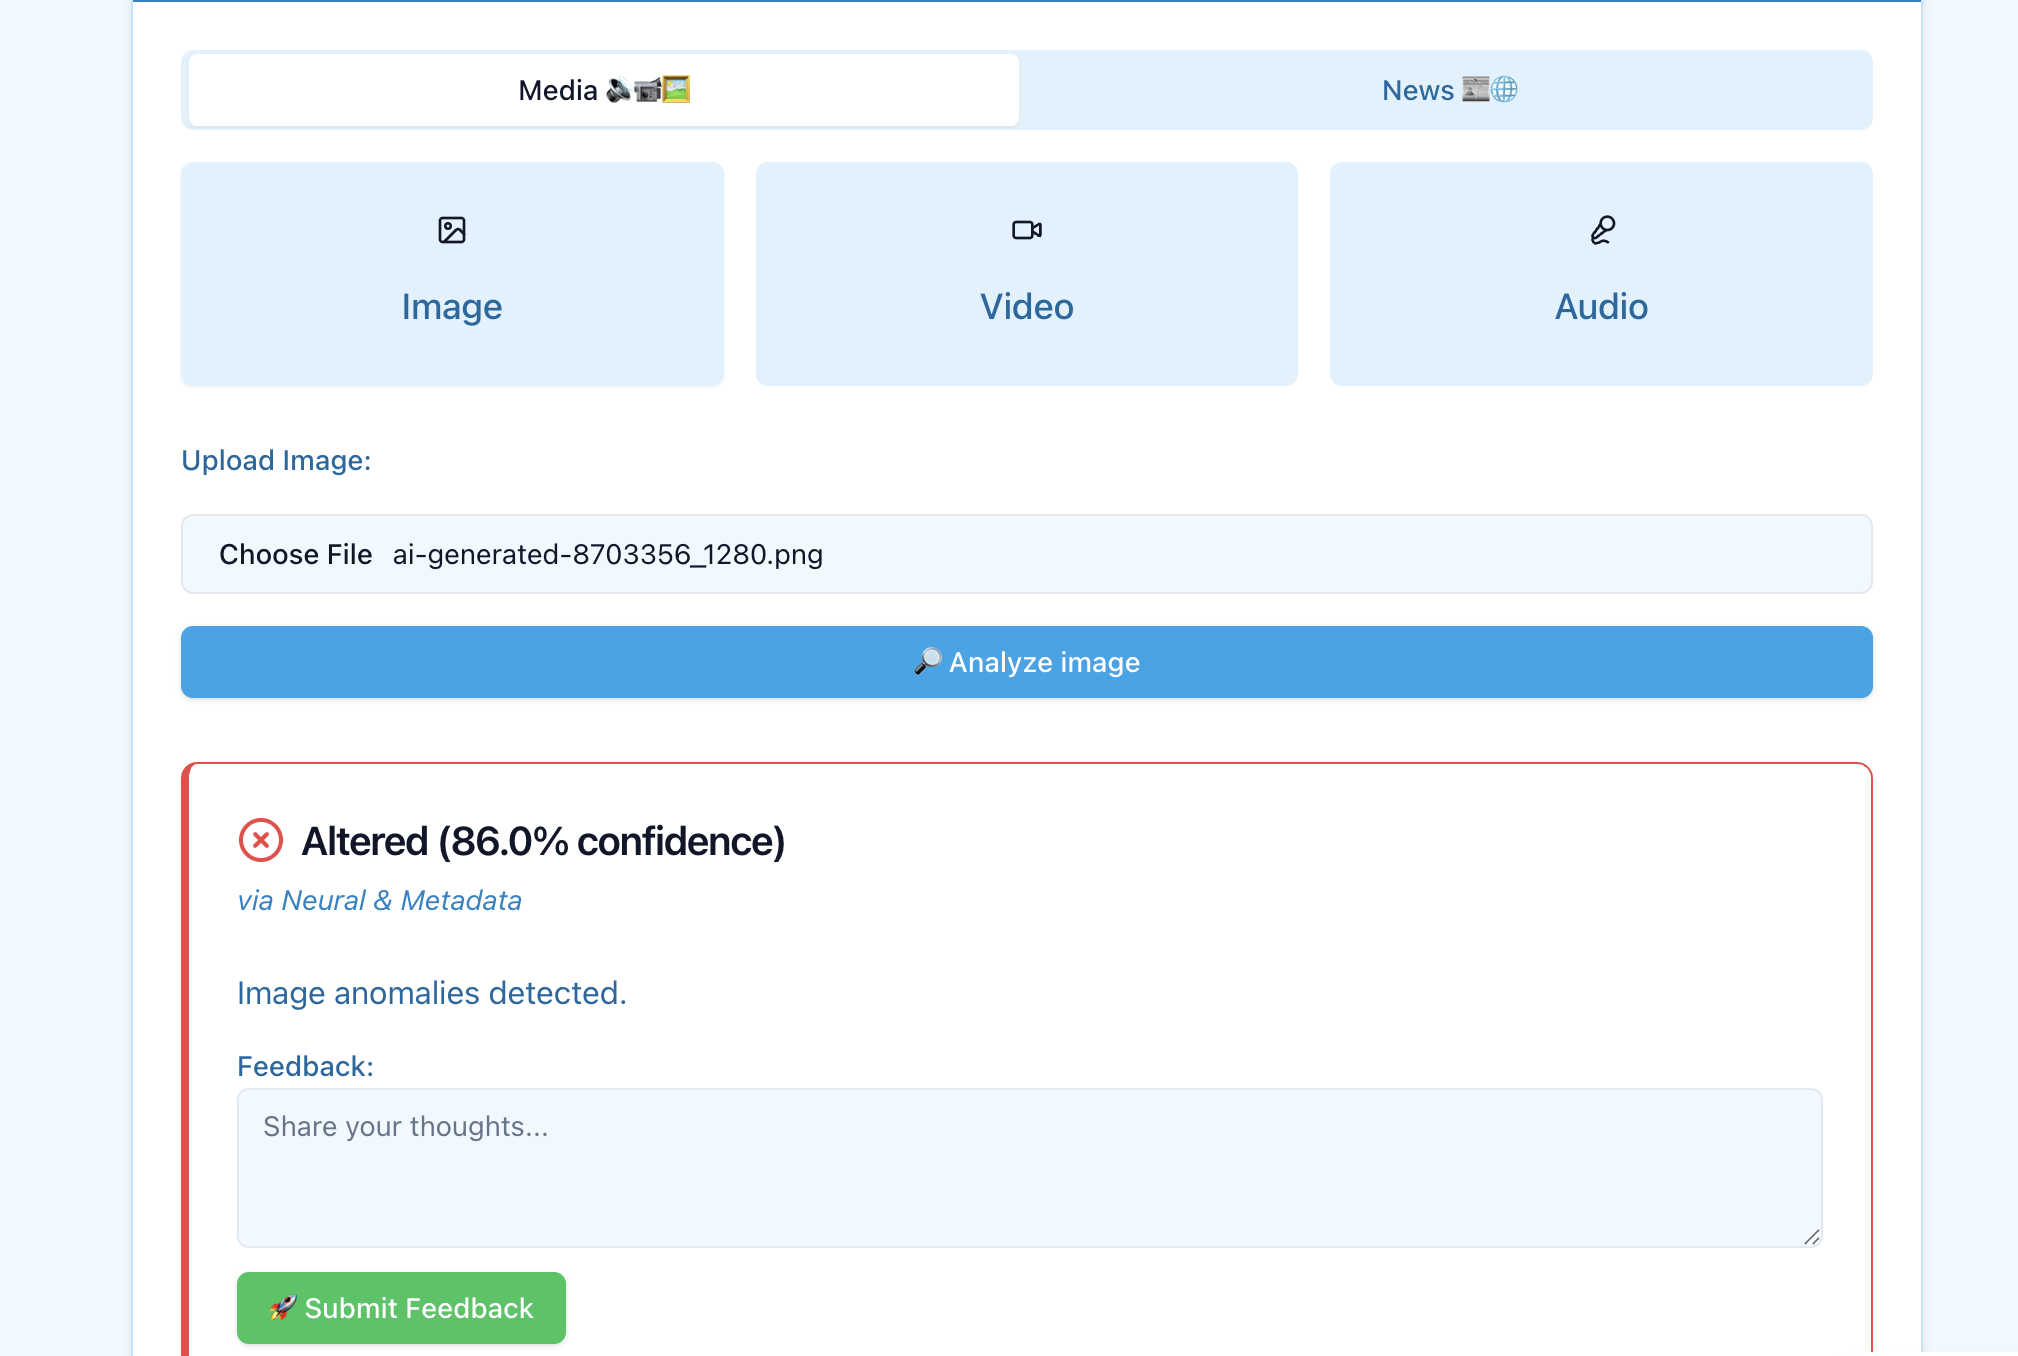 Media 🔊📹🖼️
News 📰🌐
Image
Video
Audio
Upload Image:
Choose File ai-generated-8703356_1280.png
🔎 Analyze image
Altered (86.0% confidence)
via Neural & Metadata
Image anomalies detected.
Feedback:
Share your thoughts...
🚀 Submit Feedback